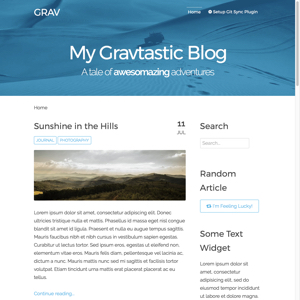 GRAV
Home
Setup Git Sync Plugin
My Gravtastic Blog
A tale of awesomazing adventures
Home
Sunshine in the Hills
11
JUL
JOURNAL
PHOTOGRAPHY
Lorem ipsum dolor sit amet, consectetur adipiscing elit.
Donec ultricies tristique nulla et mattis. Phasellus id massa eget nisl congue
blandit sit amet id ligula. Praesent et nulla eu augue tempus sagittis.
Mauris faucibus nibh et nibh cursus in vestibulum sapien egestas.
Curabitur ut lectus tortor. Sed ipsum eros, egestas ut eleifend non,
elementum vitae eros. Mauris felis diam, pellentesque vel lacinia ac,
dictum a nunc. Mauris mattis nunc sed mi sagittis et facilisis tortor
volutpat. Etiam tincidunt urna mattis erat placerat placerat ac eu
tellus.
Continue reading...
Search
Search...
Random
Article
I'm Feeling Lucky!
Some Text
Widget
Lorem ipsum dolor sit amet,
consectetur adipisicing elit,
sed do eiusmod tempor
incididunt ut labore et
dolore magna aliqua.